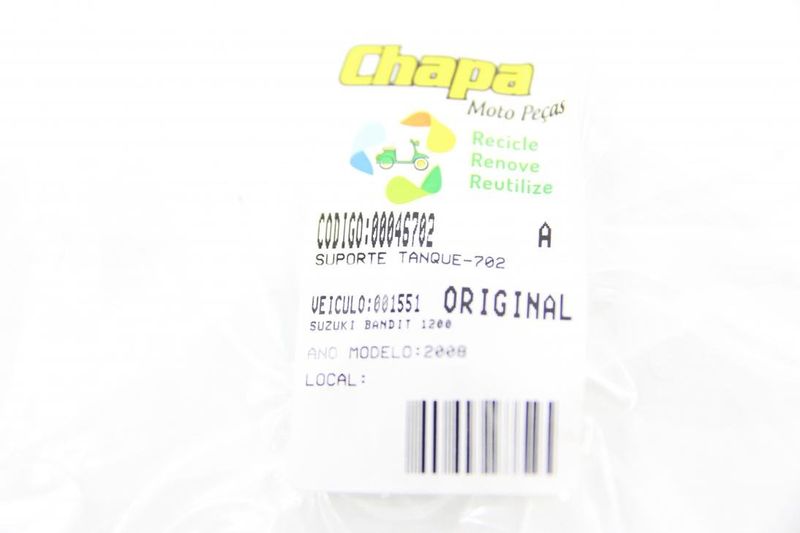 Chapa
Moto Peças
Recicle
Renove
Reutilize
CODIGO:00046702 A
SUPORTE TANQUE-702
VEICULO:001551 ORIGINAL
SUZUKI BANDIT 1200
ANO MODELO:2008
LOCAL: